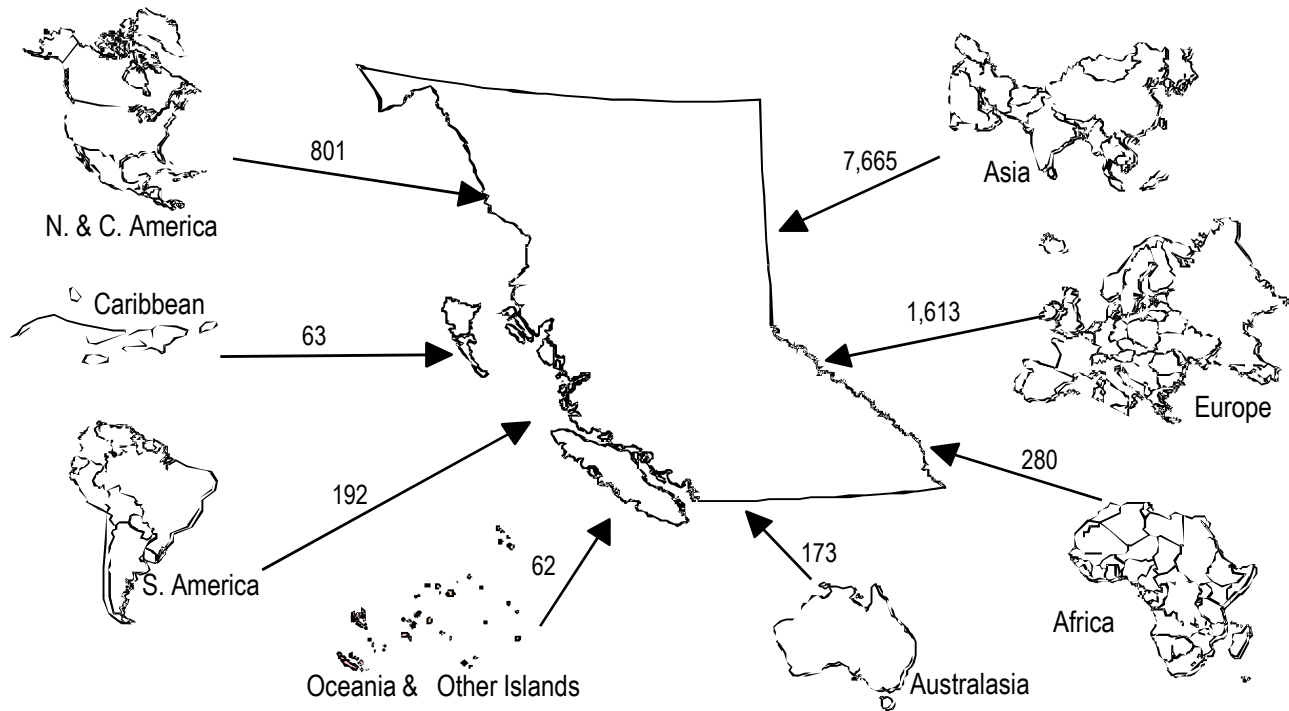 801
7,665
Asia
N. & C. America
Caribbean
63
1,613
Europe
192
280
S. America
62
173
Africa
Oceania & Other Islands
Australasia